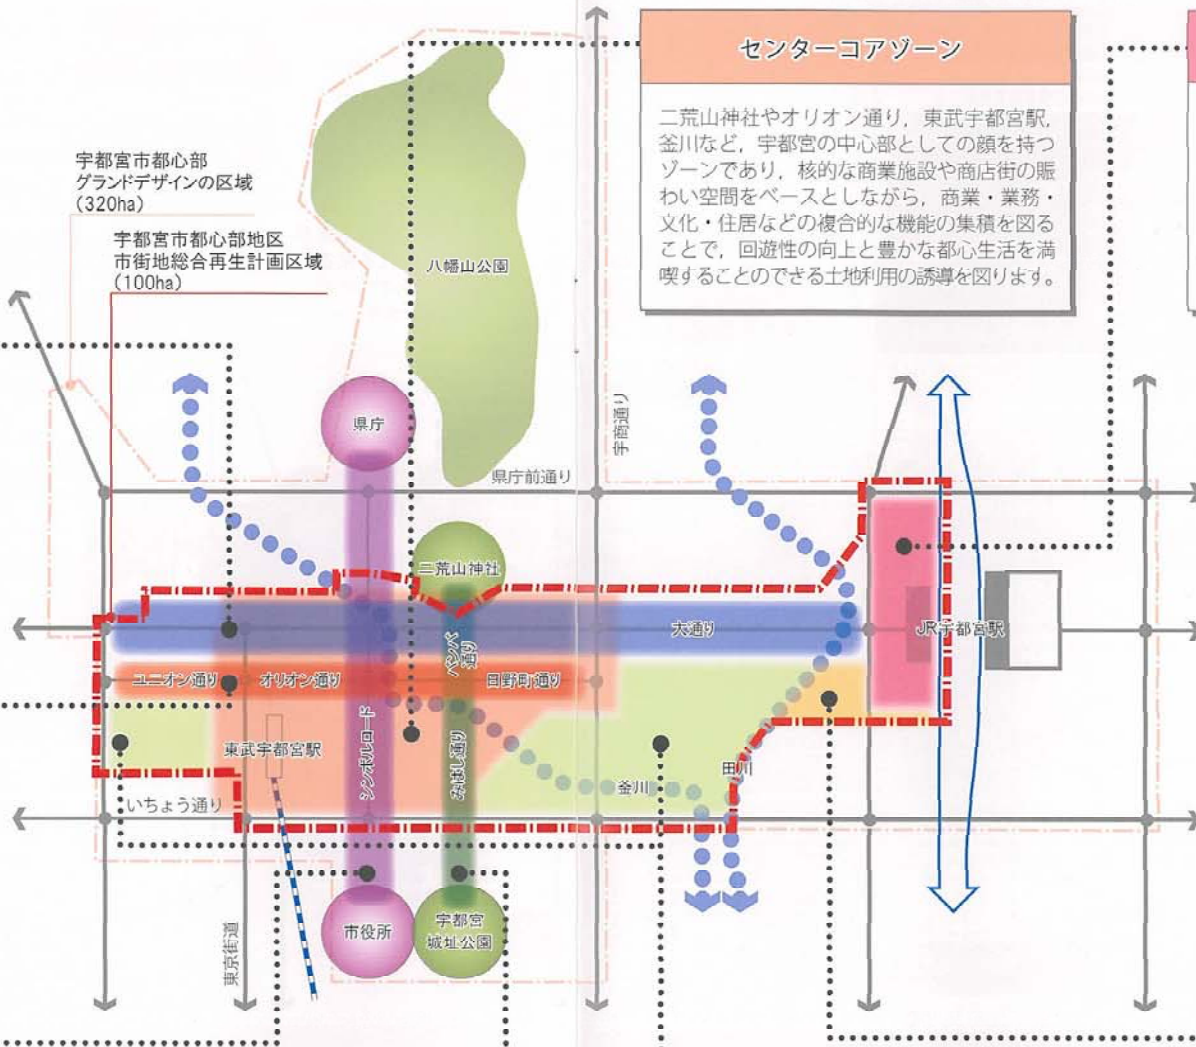 センターコアゾーン
二荒山神社やオリオン通り，東武宇都宮駅，
釜川など，宇都宮の中心部としての顔を持つ
ゾーンであり，核的な商業施設や商店街の賑
わい空間をベースとしながら，商業・業務・
文化・住居などの複合的な機能の集積を図る
ことで，回遊性の向上と豊かな都心生活を満
喫することのできる土地利用の誘導を図ります。
宇都宮市都心部
グランドデザインの区域
(320ha)
宇都宮市都心部地区
市街地総合再生計画区域
(100ha)
八幡山公園
県庁
宇商通り
県庁前通り
二荒山神社
大通り
バンバ
通り
JR宇都宮駅
ユニオン通り
オリオン通り
日野町通り
シンボルロード
みはし通り
東武宇都宮駅
田川
釜川
いちょう通り
東京街道
市役所
宇都宮
城址公園